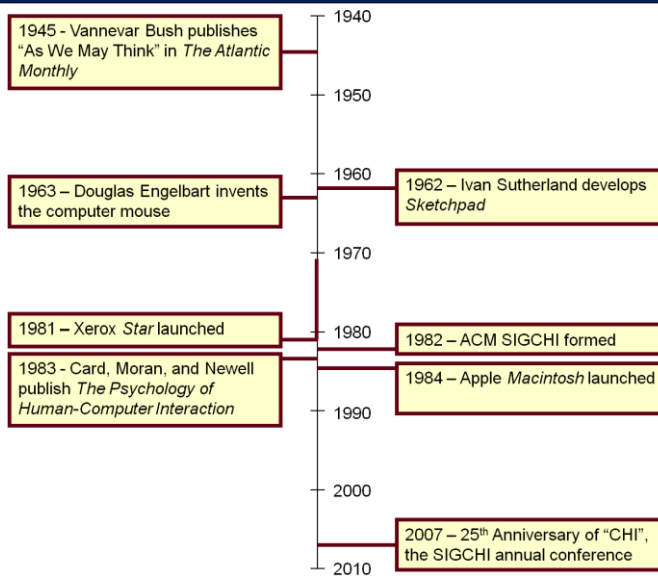 1940
1945 - Vannevar Bush publishes
“As We May Think” in The Atlantic
Monthly
1950
1960
1963 – Douglas Engelbart invents
the computer mouse
1962 – Ivan Sutherland develops
Sketchpad
1970
1981 – Xerox Star launched
1980
1982 – ACM SIGCHI formed
1983 - Card, Moran, and Newell
publish The Psychology of
Human-Computer Interaction
1984 – Apple Macintosh launched
1990
2000
2007 – 25th Anniversary of “CHI”,
the SIGCHI annual conference
2010